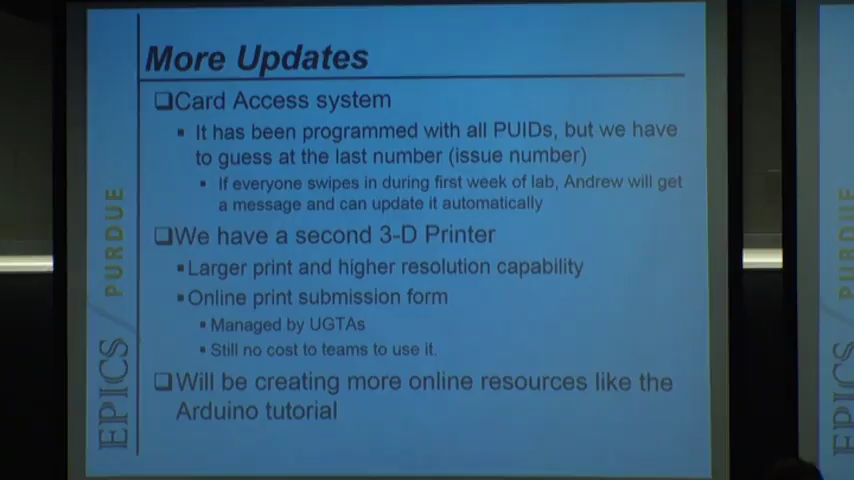 More Updates
❑Card Access system
▪ It has been programmed with all PUIDs, but we have
to guess at the last number (issue number)
▪ If everyone swipes in during first week of lab, Andrew will get
a message and can update it automatically
❑We have a second 3-D Printer
▪Larger print and higher resolution capability
▪Online print submission form
▪ Managed by UGTAs
▪ Still no cost to teams to use it.
❑Will be creating more online resources like the
Arduino tutorial
EPICS / PURDUE
EPICS